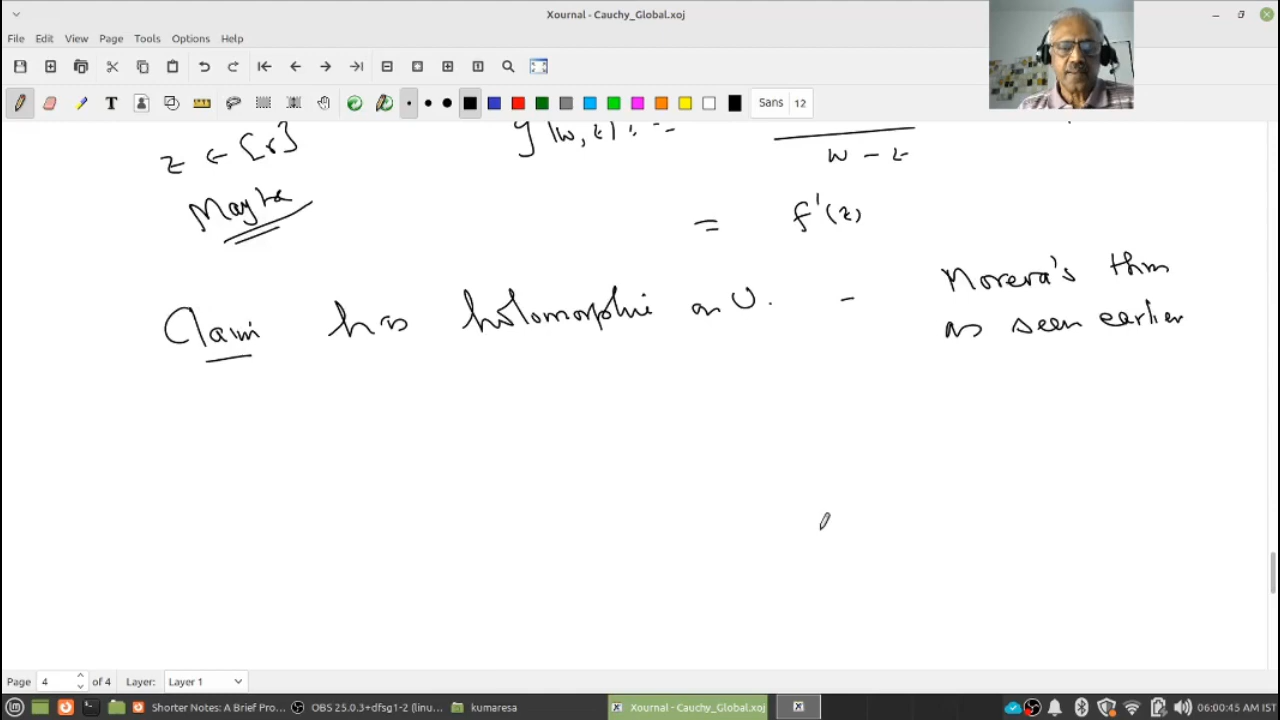 Xournal - Cauchy_Global.xoj
File Edit View Page Tools Options Help
Sans 12
z ∈ [r]
w - z
= f'(z)
Claim h is holomorphic on U. - Morera's thm
as seen earlier
Page 4 of 4 Layer: Layer 1
Shorter Notes: A Brief Pro... OBS 25.0.3+dfsg1-2 (linu... kumaresa Xournal - Cauchy_Global.xoj 06:00:45 AM IST